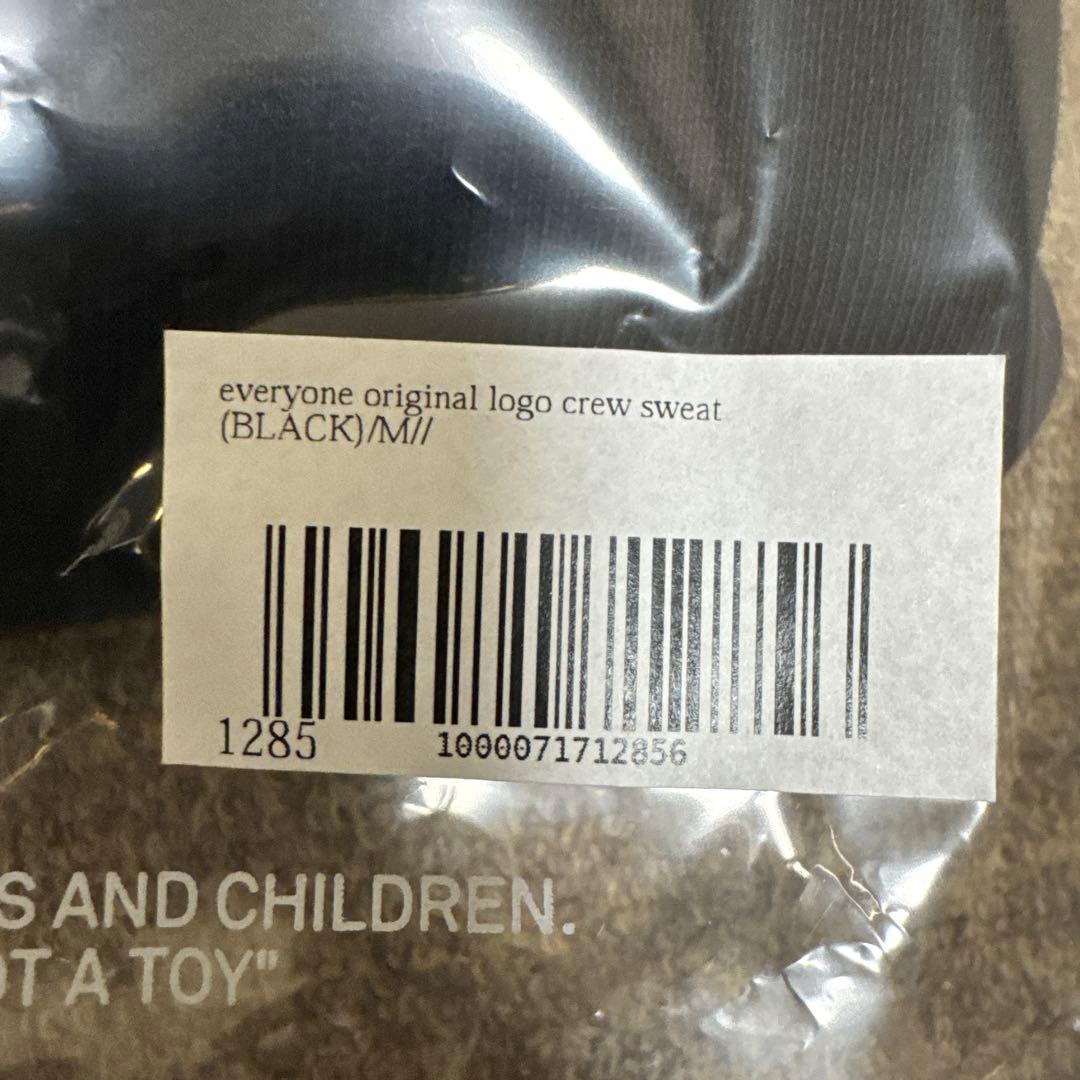 everyone original logo crew sweat
(BLACK)/M//
1285
1000071712856
S AND CHILDREN.
OT A TOY"